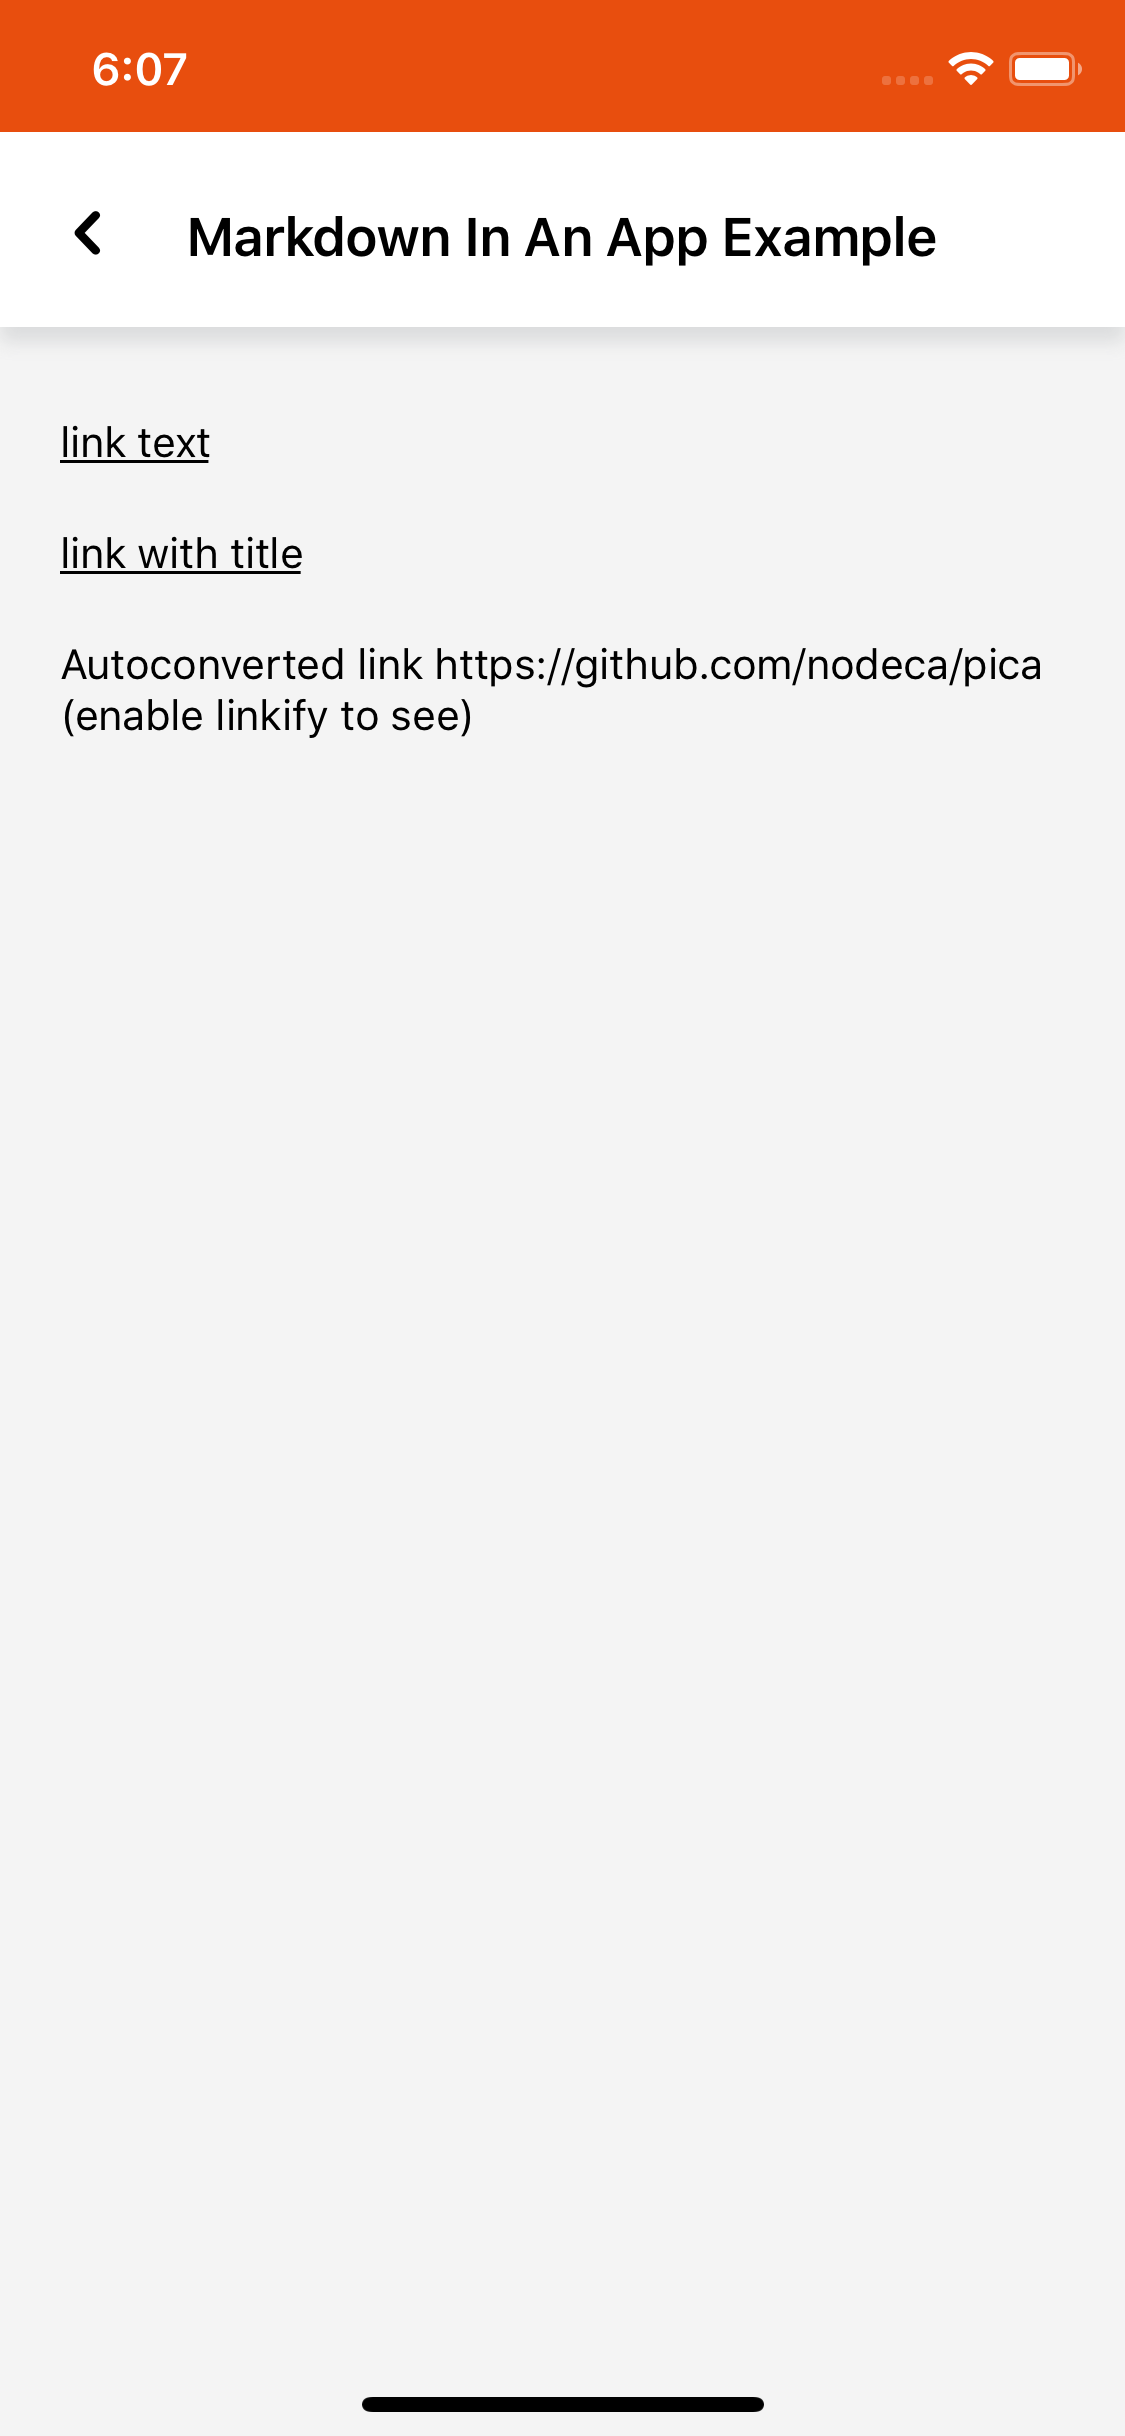 6:07
Markdown In An App Example
link text
link with title
Autoconverted link https://github.com/nodeca/pica
(enable linkify to see)